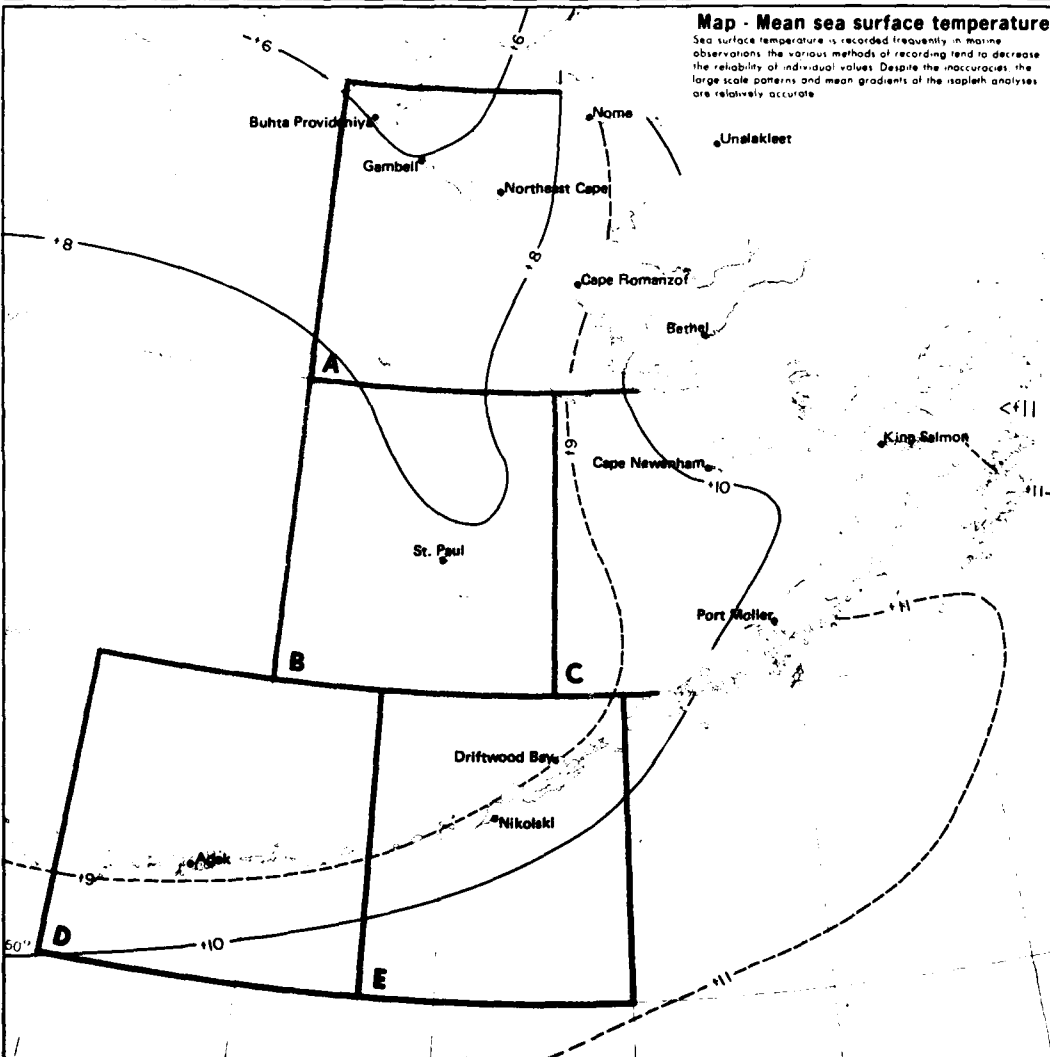 Map - Mean sea surface temperature
Sea surface temperature is recorded frequently in marine
observations the various methods of recording tend to decrease
the reliability of individual values Despite the inaccuracies, the
large scale patterns and mean gradients of the isopleth analyses
are relatively accurate
+6
+6
Buhta Provideniya
Nome
Unalakleet
Gambell
Northeast Cape
+8
+8
Cape Romanzof
Bethel
A
<+11
+9
King Salmon
Cape Newenham
+10
+11
St. Paul
Port Moller
+11
B
C
Driftwood Bay
Nikolski
Adak
+9
D
+10
50°
E
+11